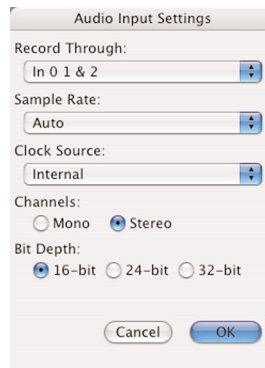 Audio Input Settings
Record Through:
In 0 1 & 2
Sample Rate:
Auto
Clock Source:
Internal
Channels:
Mono Stereo
Bit Depth:
16-bit 24-bit 32-bit
Cancel OK